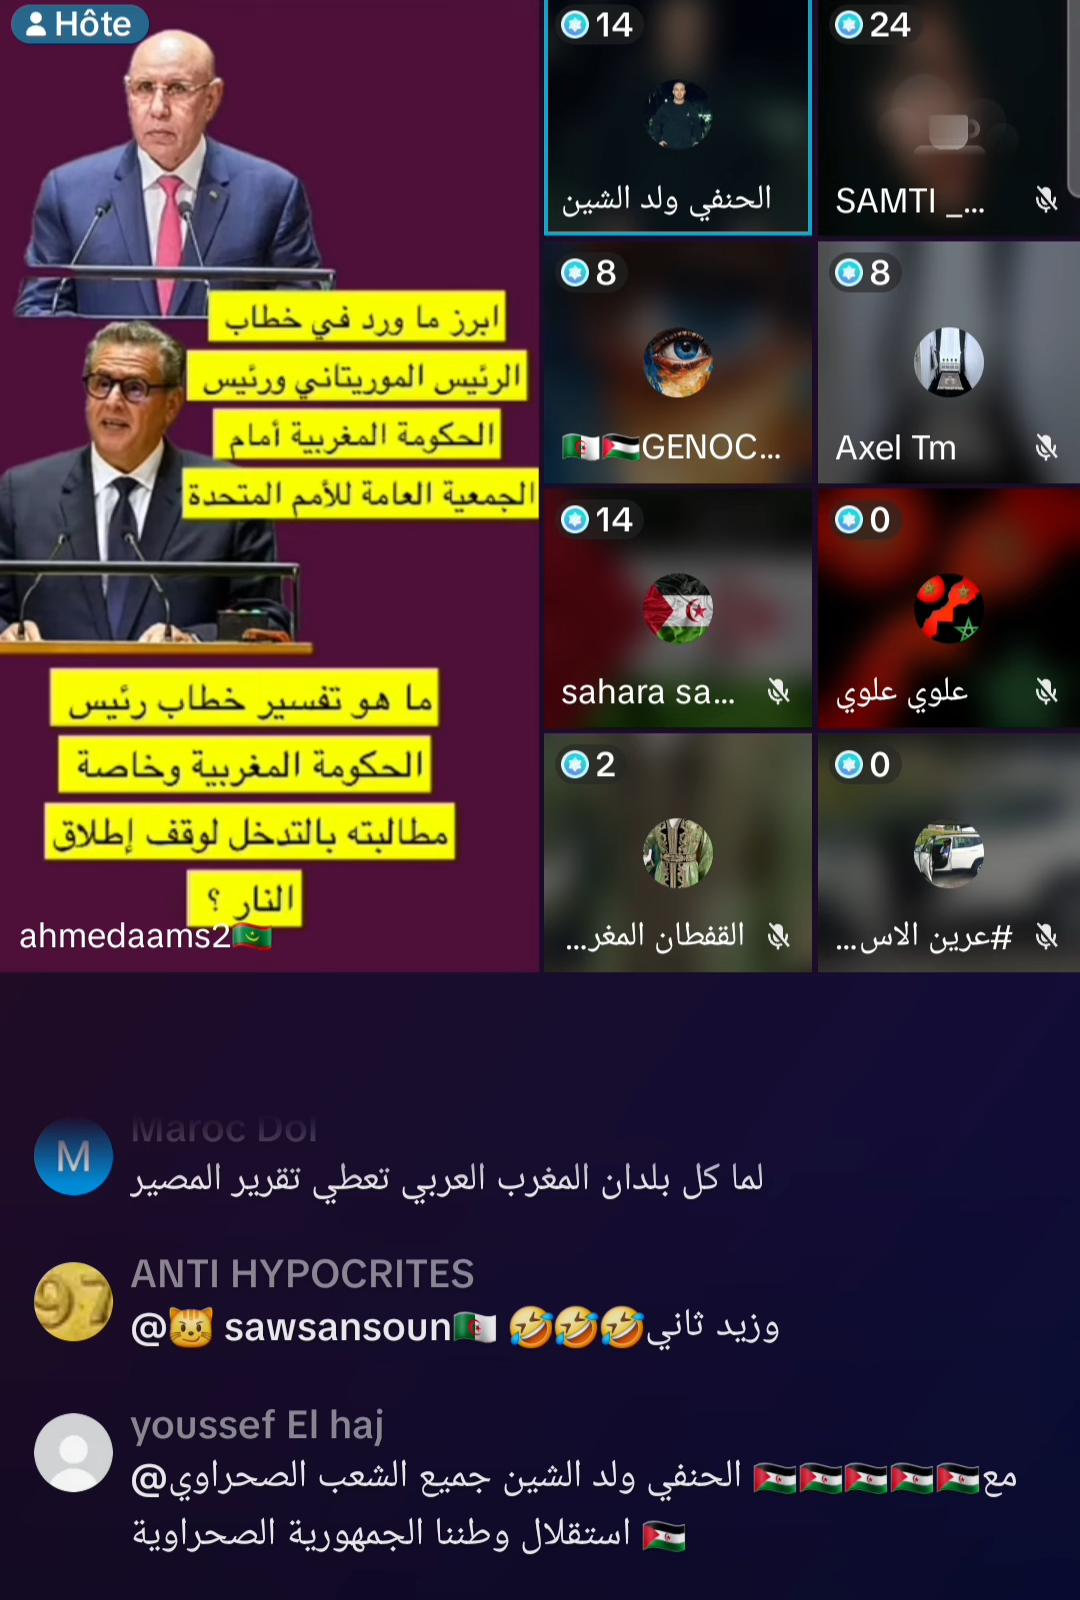 Hôte
ابرز ما ورد في خطاب
الرئيس الموريتاني ورئيس
الحكومة المغربية أمام
الجمعية العامة للأمم المتحدة
ما هو تفسير خطاب رئيس
الحكومة المغربية وخاصة
مطالبته بالتدخل لوقف إطلاق
النار ؟
ahmedaams2🇲🇷
14
الحنفي ولد الشين
24
SAMTI _...
8
🇩🇿🇵🇸GENOC...
8
Axel Tm
14
sahara sa...
0
علوي علوي
2
القفطان المغر...
0
#عرين الاس...
M
Maroc Dol
لما كل بلدان المغرب العربي تعطي تقرير المصير
97
ANTI HYPOCRITES
@😼 sawsansoun🇩🇿 🤣🤣🤣وزيد ثاني
youssef El haj
مع🇪🇭🇪🇭🇪🇭🇪🇭🇪🇭 الحنفي ولد الشين جميع الشعب الصحراوي@
🇪🇭 استقلال وطننا الجمهورية الصحراوية